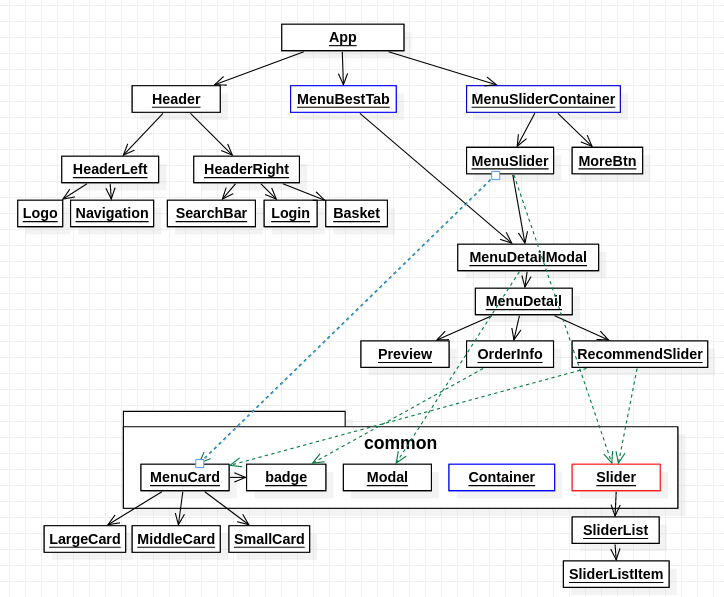 App
Header
MenuBestTab
MenuSliderContainer
HeaderLeft
HeaderRight
MenuSlider
MoreBtn
Logo
Navigation
SearchBar
Login
Basket
MenuDetailModal
MenuDetail
Preview
OrderInfo
RecommendSlider
common
MenuCard
badge
Modal
Container
Slider
LargeCard
MiddleCard
SmallCard
SliderList
SliderListItem